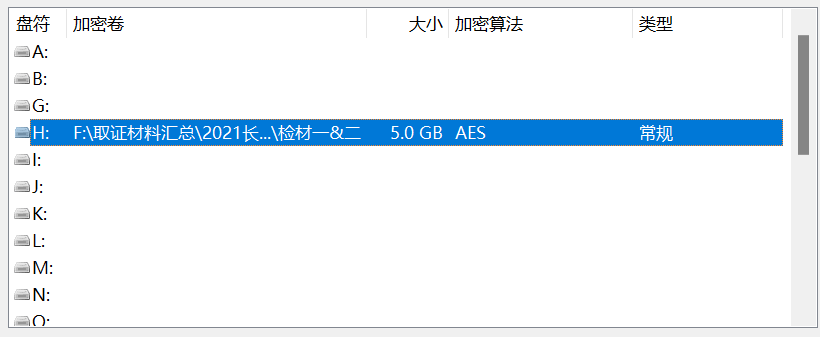 盘符 加密卷 大小 加密算法 类型
A:
B:
G:
H: F:\取证材料汇总\2021长...\检材一&二 5.0 GB AES 常规
I:
J:
K:
L:
M:
N:
O: